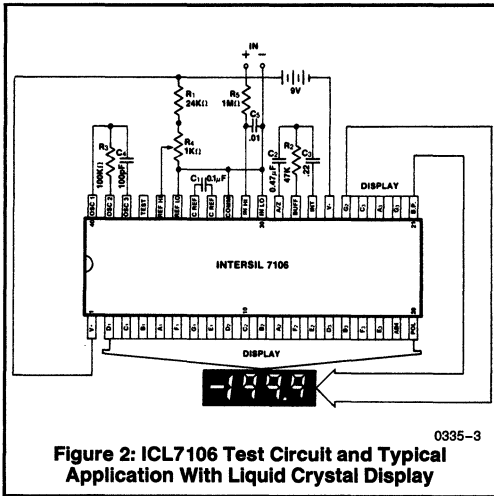 IN
+ −
R1
24KΩ
R5
1MΩ
9V
C5
.01
R4
1KΩ
R3
100KΩ
C4
100pF
C1
0.1μF
C2
0.47μF
R2
47K
C3
.22
DISPLAY
OSC 1
OSC 2
OSC 3
TEST
REF HI
REF LO
C REF
C REF
COMM
IN HI
IN LO
A/Z
BUFF
INT
V-
G2
C3
A3
G3
B.P.
40
21
INTERSIL 7106
1
10
20
V+
D1
C1
B1
A1
F1
G1
E1
D2
C2
B2
A2
F2
E2
D3
B3
F3
E3
AB4
POL
DISPLAY
-199.9
0335-3
Figure 2: ICL7106 Test Circuit and Typical
Application With Liquid Crystal Display